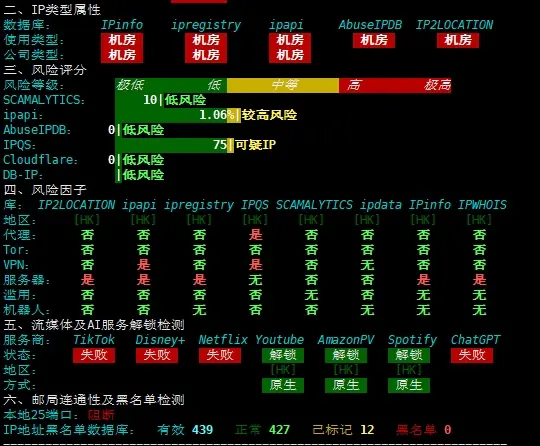 二、IP类型属性
数据库： IPinfo ipregistry ipapi AbuseIPDB IP2LOCATION
使用类型： 机房 机房 机房 机房 机房
公司类型： 机房 机房 机房
三、风险评分
风险等级： 极低 低 中等 高 极高
SCAMALYTICS： 10|低风险
ipapi： 1.06%|较高风险
AbuseIPDB： 0|低风险
IPQS： 75|可疑IP
Cloudflare： 0|低风险
DB-IP： |低风险
四、风险因子
库： IP2LOCATION ipapi ipregistry IPQS SCAMALYTICS ipdata IPinfo IPWHOIS
地区： [HK] [HK] [HK] [HK] [HK] [HK] [HK] [HK]
代理： 否 否 否 是 否 否 否 否
Tor： 否 否 否 否 否 否 否 否
VPN： 否 是 否 是 否 无 否 否
服务器： 是 是 是 否 否 否 是 是
滥用： 否 否 否 否 无 否 无 无
机器人： 否 否 无 否 否 无 无 无
五、流媒体及AI服务解锁检测
服务商： TikTok Disney+ Netflix Youtube AmazonPV Spotify ChatGPT
状态： 失败 失败 失败 解锁 解锁 解锁 失败
地区： [HK] [HK] [HK]
方式： 原生 原生 原生
六、邮局连通性及黑名单检测
本地25端口： 阻断
IP地址黑名单数据库： 有效 439 正常 427 已标记 12 黑名单 0